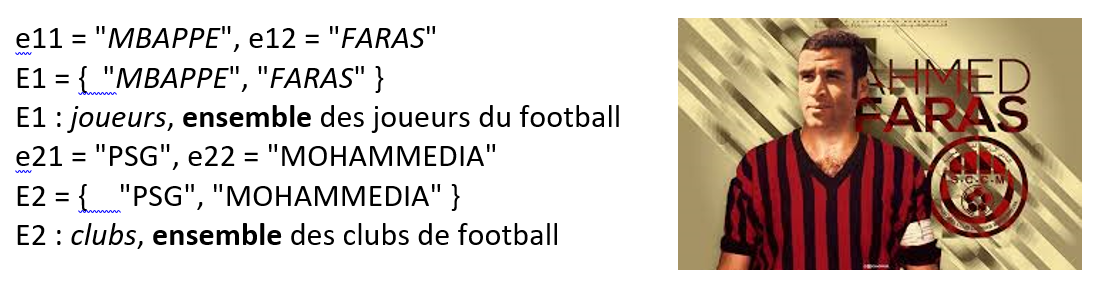 e11 = "MBAPPE", e12 = "FARAS"
E1 = { "MBAPPE", "FARAS" }
E1 : joueurs, ensemble des joueurs du football
e21 = "PSG", e22 = "MOHAMMEDIA"
E2 = { "PSG", "MOHAMMEDIA" }
E2 : clubs, ensemble des clubs de football
AHMED
FARAS
S·C·C·M